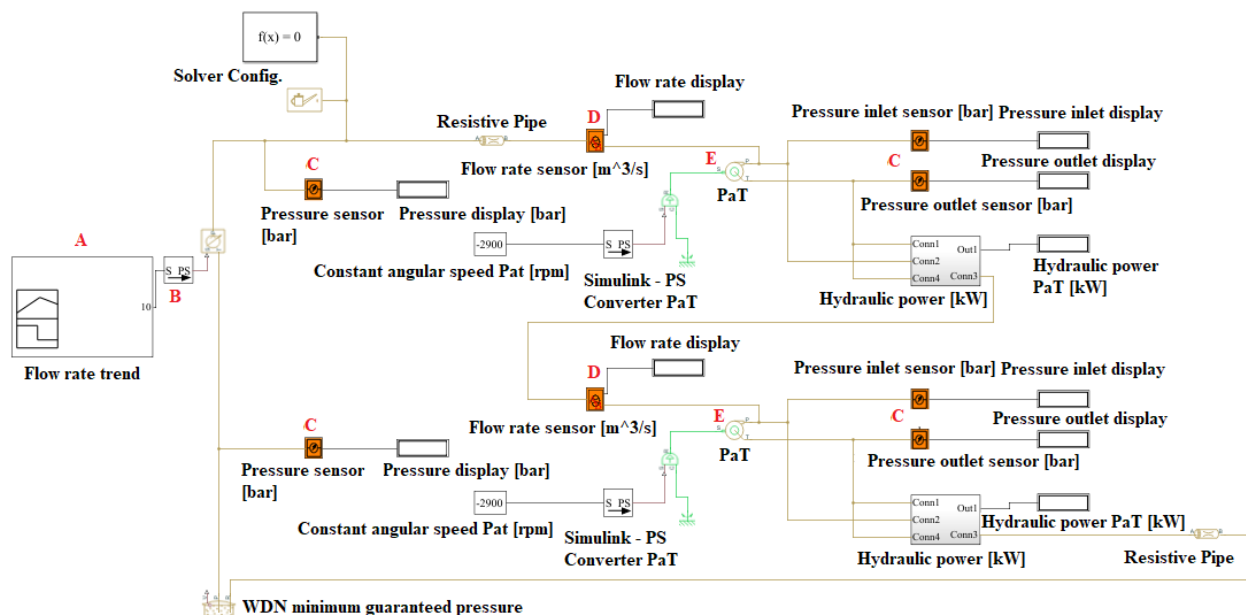 f(x) = 0
Solver Config.
Flow rate display
Resistive Pipe
D
Flow rate sensor [m^3/s]
Pressure inlet sensor [bar] Pressure inlet display
C
Pressure outlet display
Pressure outlet sensor [bar]
E
PaT
C
Pressure sensor
[bar]
Pressure display [bar]
-2900
S PS
Constant angular speed Pat [rpm]
Simulink - PS
Converter PaT
Conn1
Conn2
Conn4
Out1
Conn3
Hydraulic power [kW]
Hydraulic power
PaT [kW]
A
10
Flow rate trend
S PS
B
Flow rate display
D
Flow rate sensor [m^3/s]
Pressure inlet sensor [bar] Pressure inlet display
C
Pressure outlet display
Pressure outlet sensor [bar]
E
PaT
C
Pressure sensor
[bar]
Pressure display [bar]
-2900
S PS
Constant angular speed Pat [rpm]
Simulink - PS
Converter PaT
Conn1
Conn2
Conn4
Out1
Conn3
Hydraulic power PaT [kW]
Hydraulic power [kW]
Resistive Pipe
WDN minimum guaranteed pressure